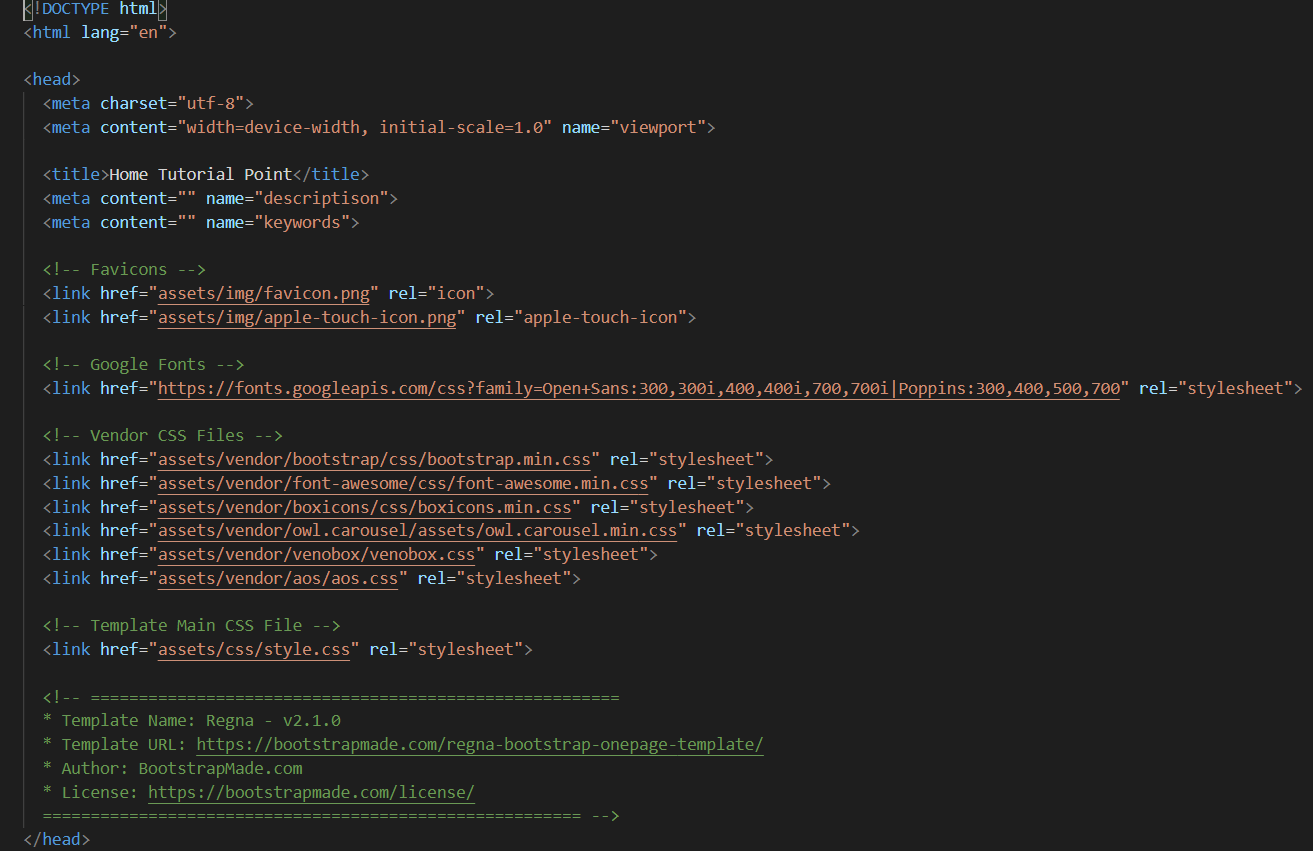 <!DOCTYPE html>
<html lang="en">
<head>
<meta charset="utf-8">
<meta content="width=device-width, initial-scale=1.0" name="viewport">
<title>Home Tutorial Point</title>
<meta content="" name="descriptison">
<meta content="" name="keywords">
<!-- Favicons -->
<link href="assets/img/favicon.png" rel="icon">
<link href="assets/img/apple-touch-icon.png" rel="apple-touch-icon">
<!-- Google Fonts -->
<link href="https://fonts.googleapis.com/css?family=Open+Sans:300,300i,400,400i,700,700i|Poppins:300,400,500,700" rel="stylesheet">
<!-- Vendor CSS Files -->
<link href="assets/vendor/bootstrap/css/bootstrap.min.css" rel="stylesheet">
<link href="assets/vendor/font-awesome/css/font-awesome.min.css" rel="stylesheet">
<link href="assets/vendor/boxicons/css/boxicons.min.css" rel="stylesheet">
<link href="assets/vendor/owl.carousel/assets/owl.carousel.min.css" rel="stylesheet">
<link href="assets/vendor/venobox/venobox.css" rel="stylesheet">
<link href="assets/vendor/aos/aos.css" rel="stylesheet">
<!-- Template Main CSS File -->
<link href="assets/css/style.css" rel="stylesheet">
<!-- =======================================================
* Template Name: Regna - v2.1.0
* Template URL: https://bootstrapmade.com/regna-bootstrap-onepage-template/
* Author: BootstrapMade.com
* License: https://bootstrapmade.com/license/
======================================================== -->
</head>